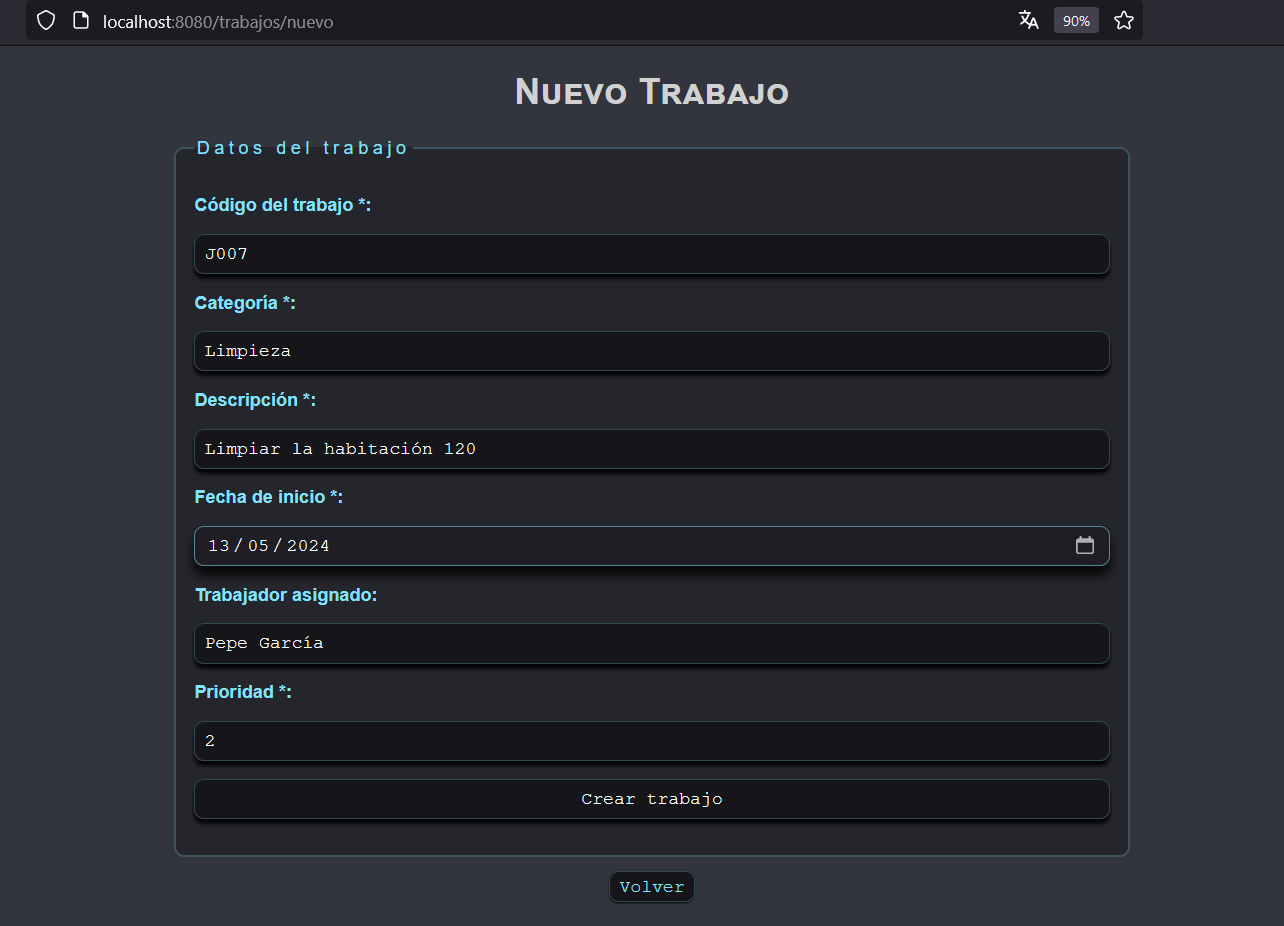 localhost:8080/trabajos/nuevo 90%
Nuevo Trabajo
Datos del trabajo
Código del trabajo *:
J007
Categoría *:
Limpieza
Descripción *:
Limpiar la habitación 120
Fecha de inicio *:
13/05/2024
Trabajador asignado:
Pepe García
Prioridad *:
2
Crear trabajo
Volver